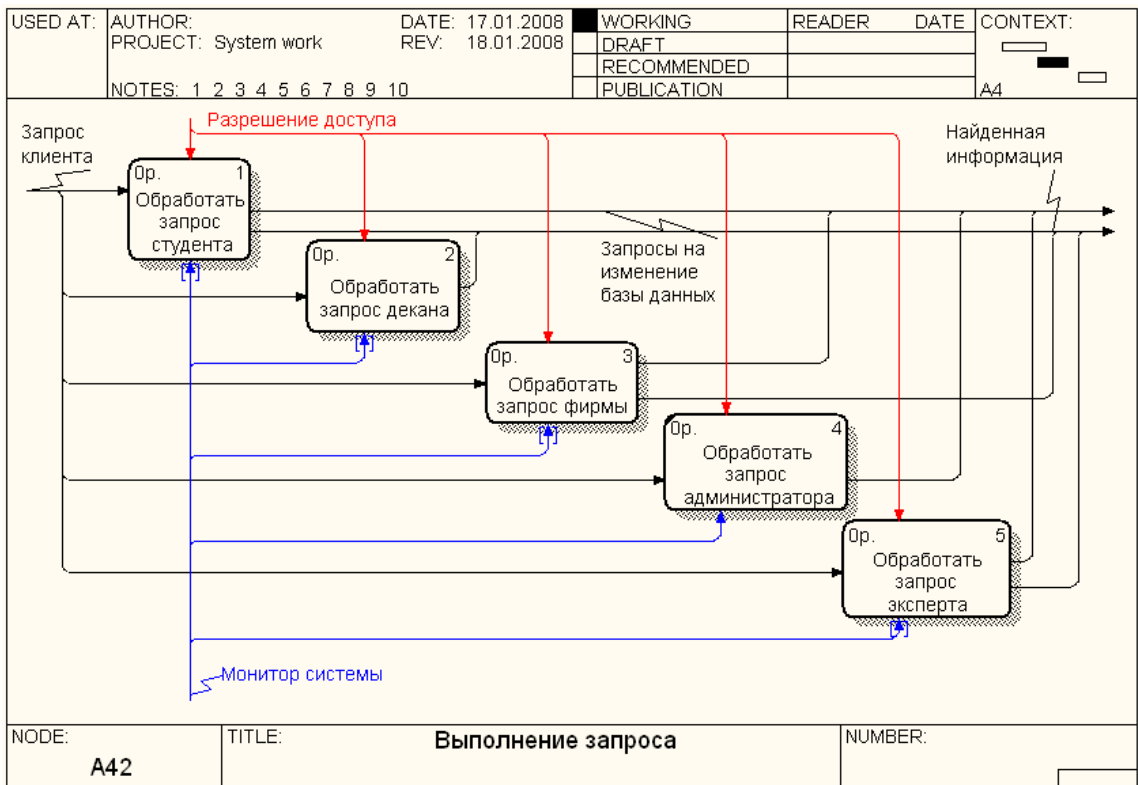 USED AT:
AUTHOR:
DATE: 17.01.2008
PROJECT: System work
REV: 18.01.2008
NOTES: 1 2 3 4 5 6 7 8 9 10
WORKING
DRAFT
RECOMMENDED
PUBLICATION
READER DATE
CONTEXT:
A4
Разрешение доступа
Запрос
клиента
Найденная
информация
0р. 1
Обработать
запрос
студента
0р. 2
Обработать
запрос декана
Запросы на
изменение
базы данных
0р. 3
Обработать
запрос фирмы
0р. 4
Обработать
запрос
администратора
0р. 5
Обработать
запрос
эксперта
Монитор системы
NODE:
A42
TITLE:
Выполнение запроса
NUMBER: